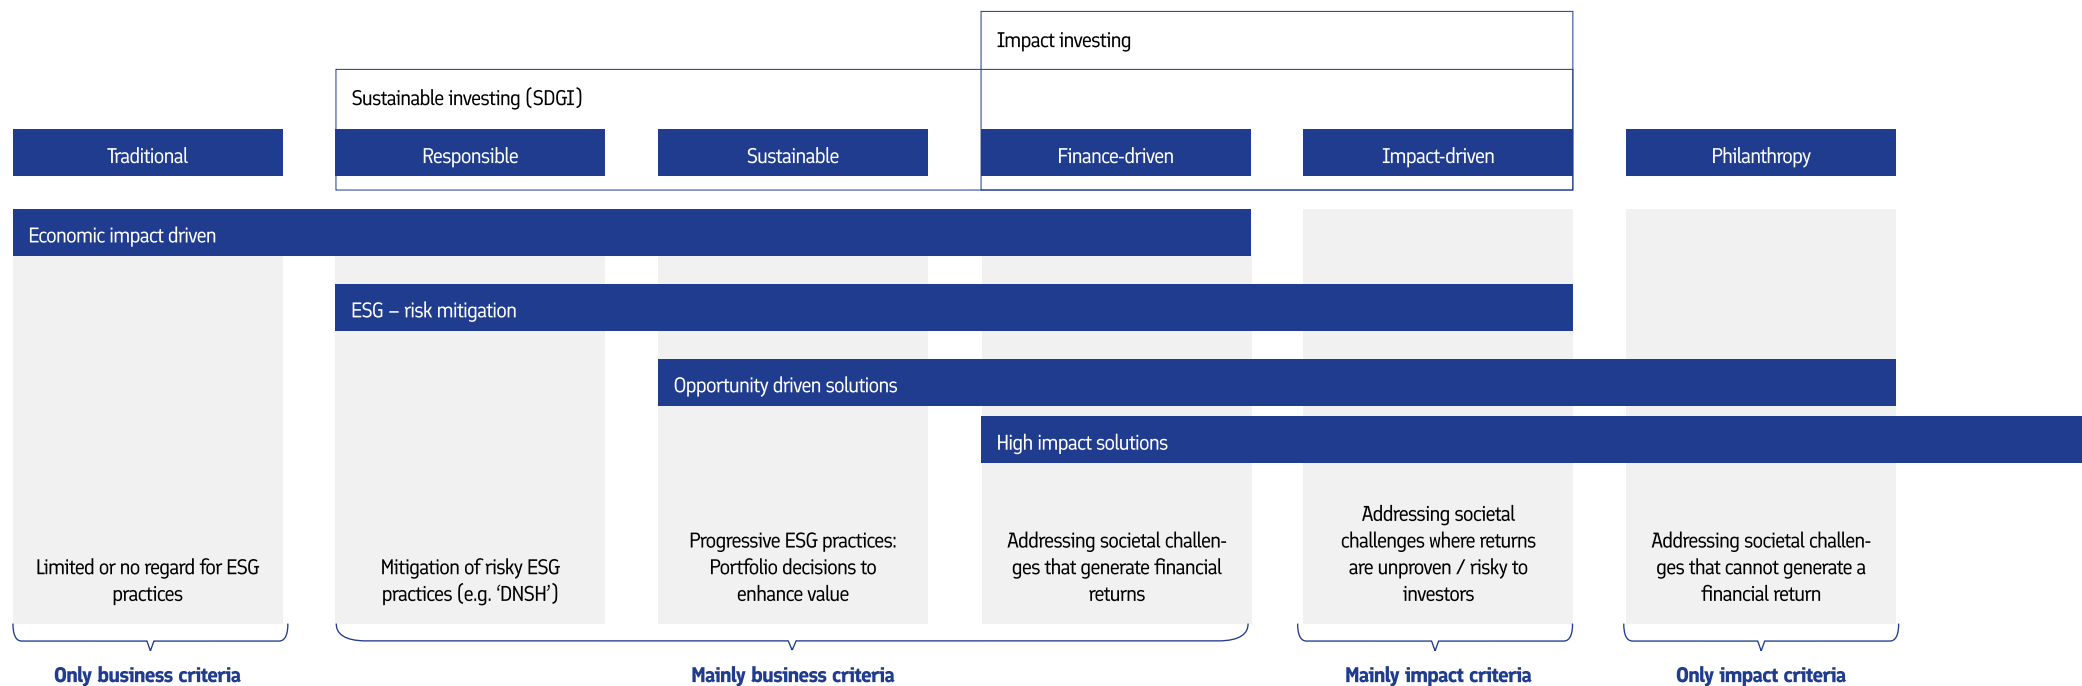 Impact investing
Sustainable investing (SDGI)
Traditional
Responsible
Sustainable
Finance-driven
Impact-driven
Philanthropy
Economic impact driven
ESG – risk mitigation
Opportunity driven solutions
High impact solutions
Limited or no regard for ESG
practices
Mitigation of risky ESG
practices (e.g. ‘DNSH’)
Progressive ESG practices:
Portfolio decisions to
enhance value
Addressing societal challen-
ges that generate financial
returns
Addressing societal
challenges where returns
are unproven / risky to
investors
Addressing societal challen-
ges that cannot generate a
financial return
Only business criteria
Mainly business criteria
Mainly impact criteria
Only impact criteria